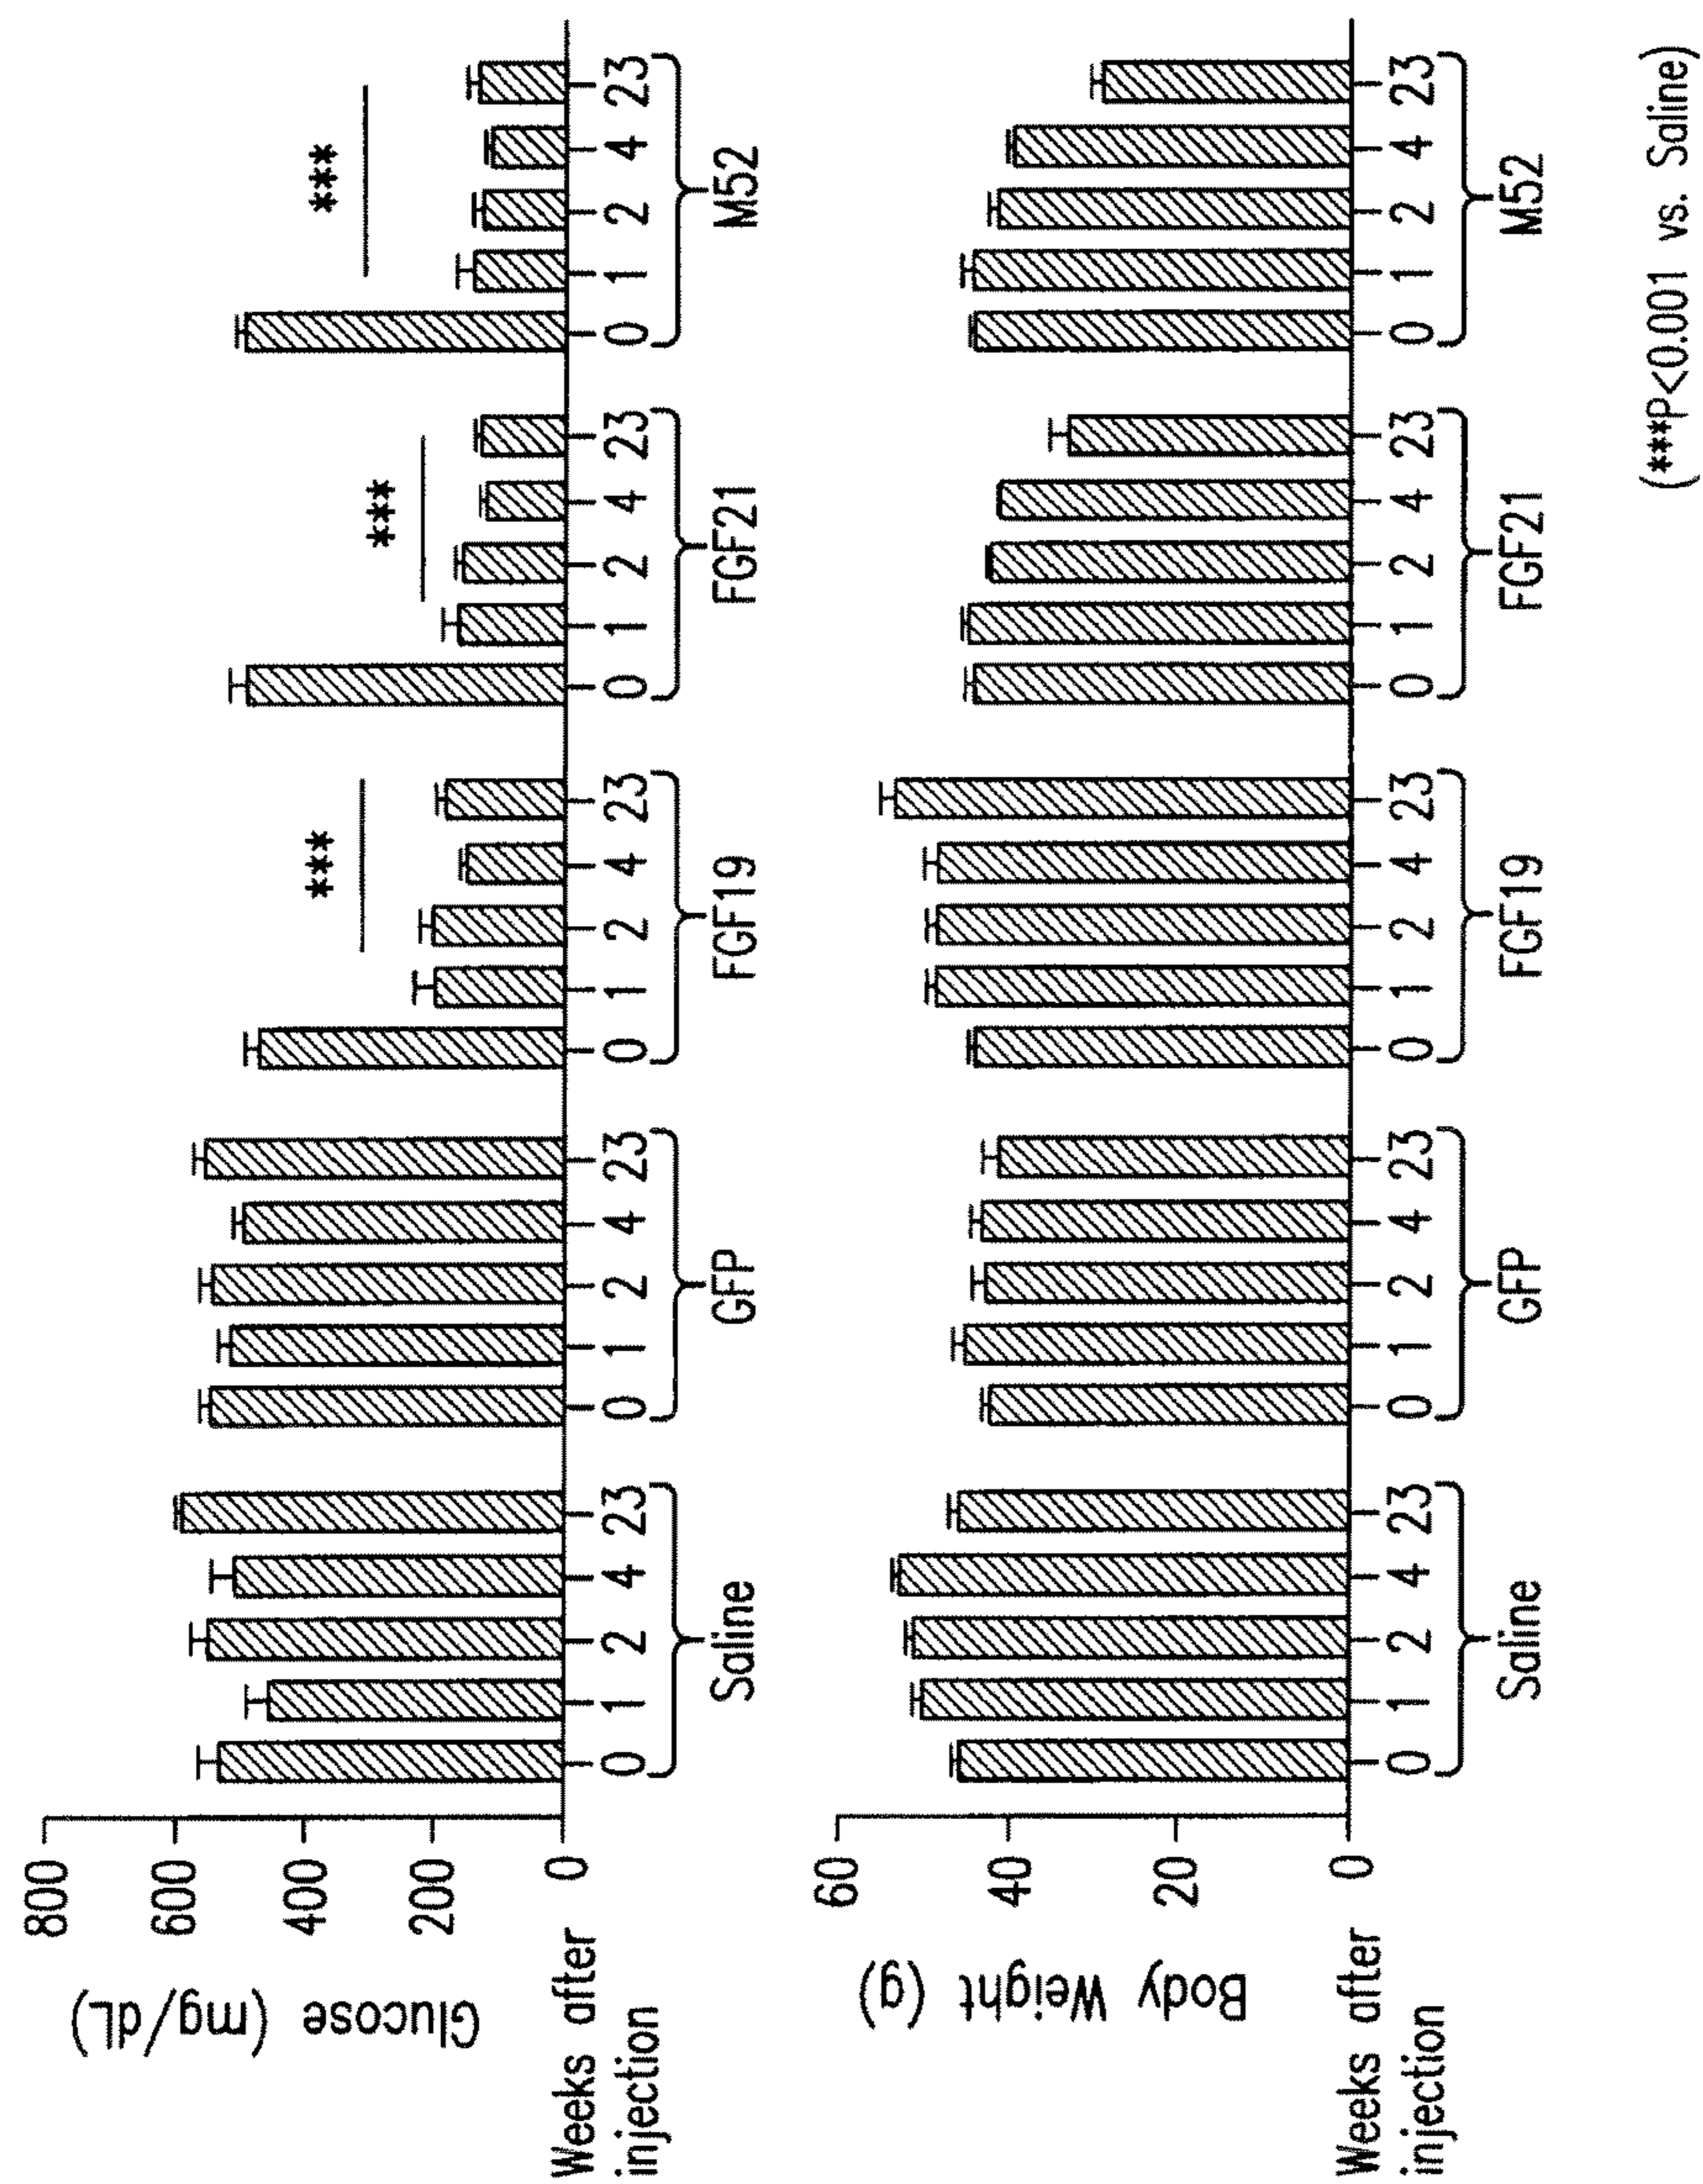 800
600
400
200
0
Glucose (mg/dL)
Weeks after
injection
0 1 2 4 23
0 1 2 4 23
0 1 2 4 23
0 1 2 4 23
0 1 2 4 23
Saline
GFP
FGF19
FGF21
M52
***
***
***
60
40
20
0
Body Weight (g)
Weeks after
injection
0 1 2 4 23
0 1 2 4 23
0 1 2 4 23
0 1 2 4 23
0 1 2 4 23
Saline
GFP
FGF19
FGF21
M52
(***P<0.001 vs. Saline)